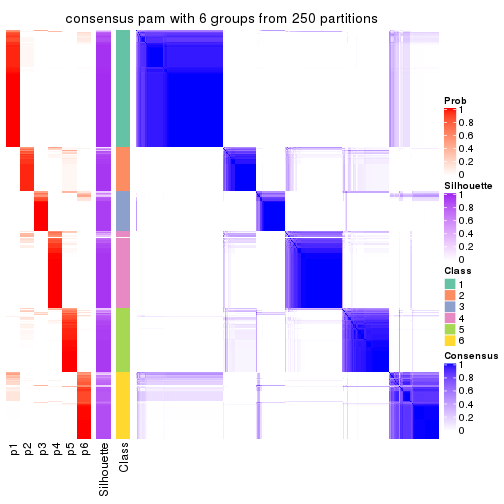 consensus pam with 6 groups from 250 partitions
Prob
1
0.8
0.6
0.4
0.2
0
Silhouette
1
0.8
0.6
0.4
0.2
0
Class
1
2
3
4
5
6
Consensus
1
0.8
0.6
0.4
0.2
0
p1
p2
p3
p4
p5
p6
Silhouette
Class